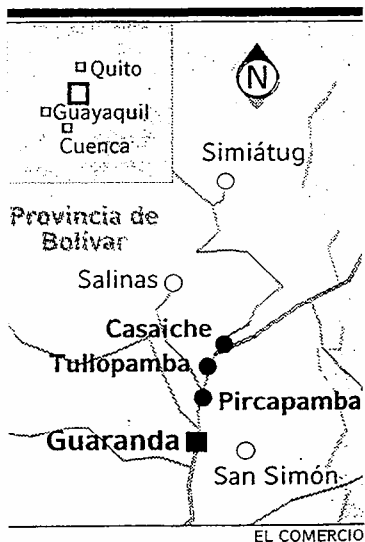 Quito
N
Guayaquil
Cuenca
Simiátug
Provincia de
Bolívar
Salinas
Casaiche
Tullopamba
Pircapamba
Guaranda
San Simón
EL COMERCIO